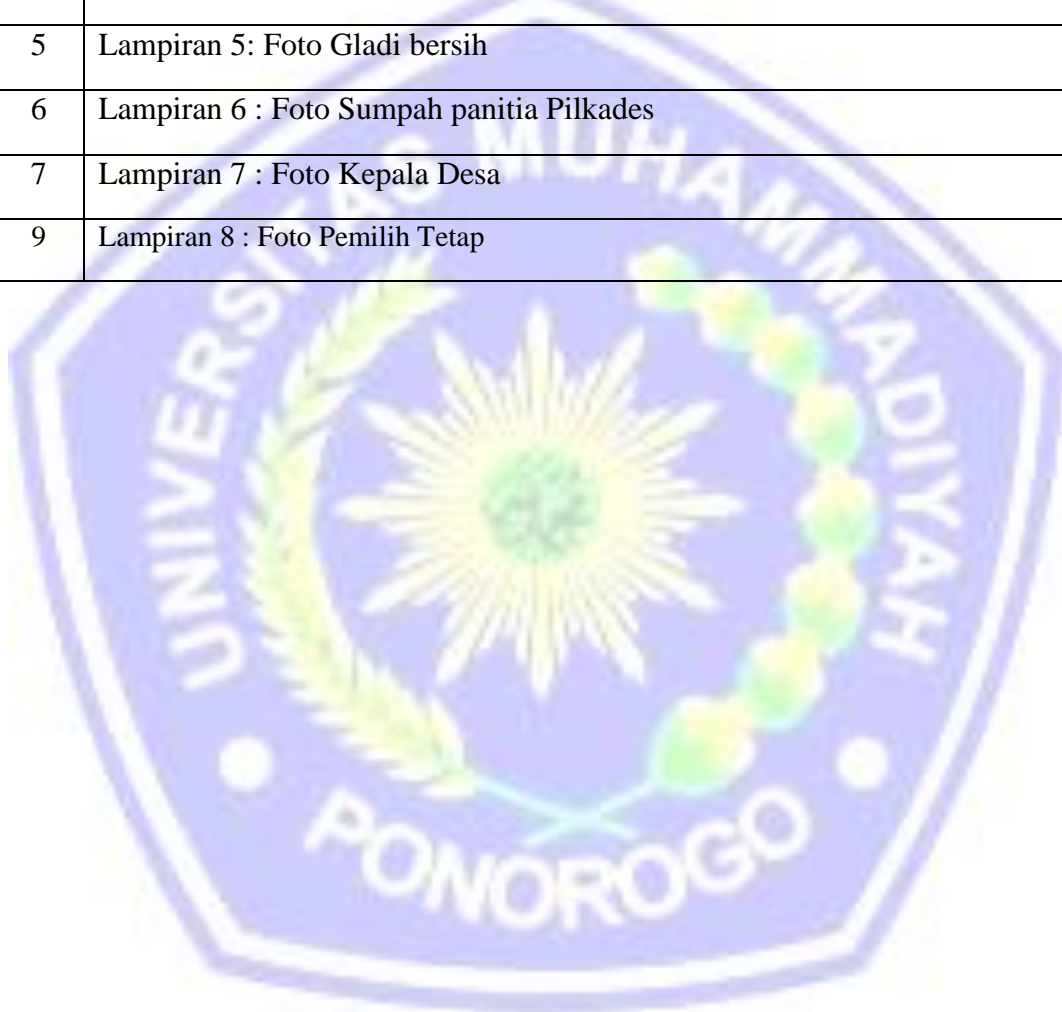 5 Lampiran 5: Foto Gladi bersih
6 Lampiran 6 : Foto Sumpah panitia Pilkades
7 Lampiran 7 : Foto Kepala Desa
9 Lampiran 8 : Foto Pemilih Tetap
UNIVERSITAS MUHAMMADIYAH
PONOROGO